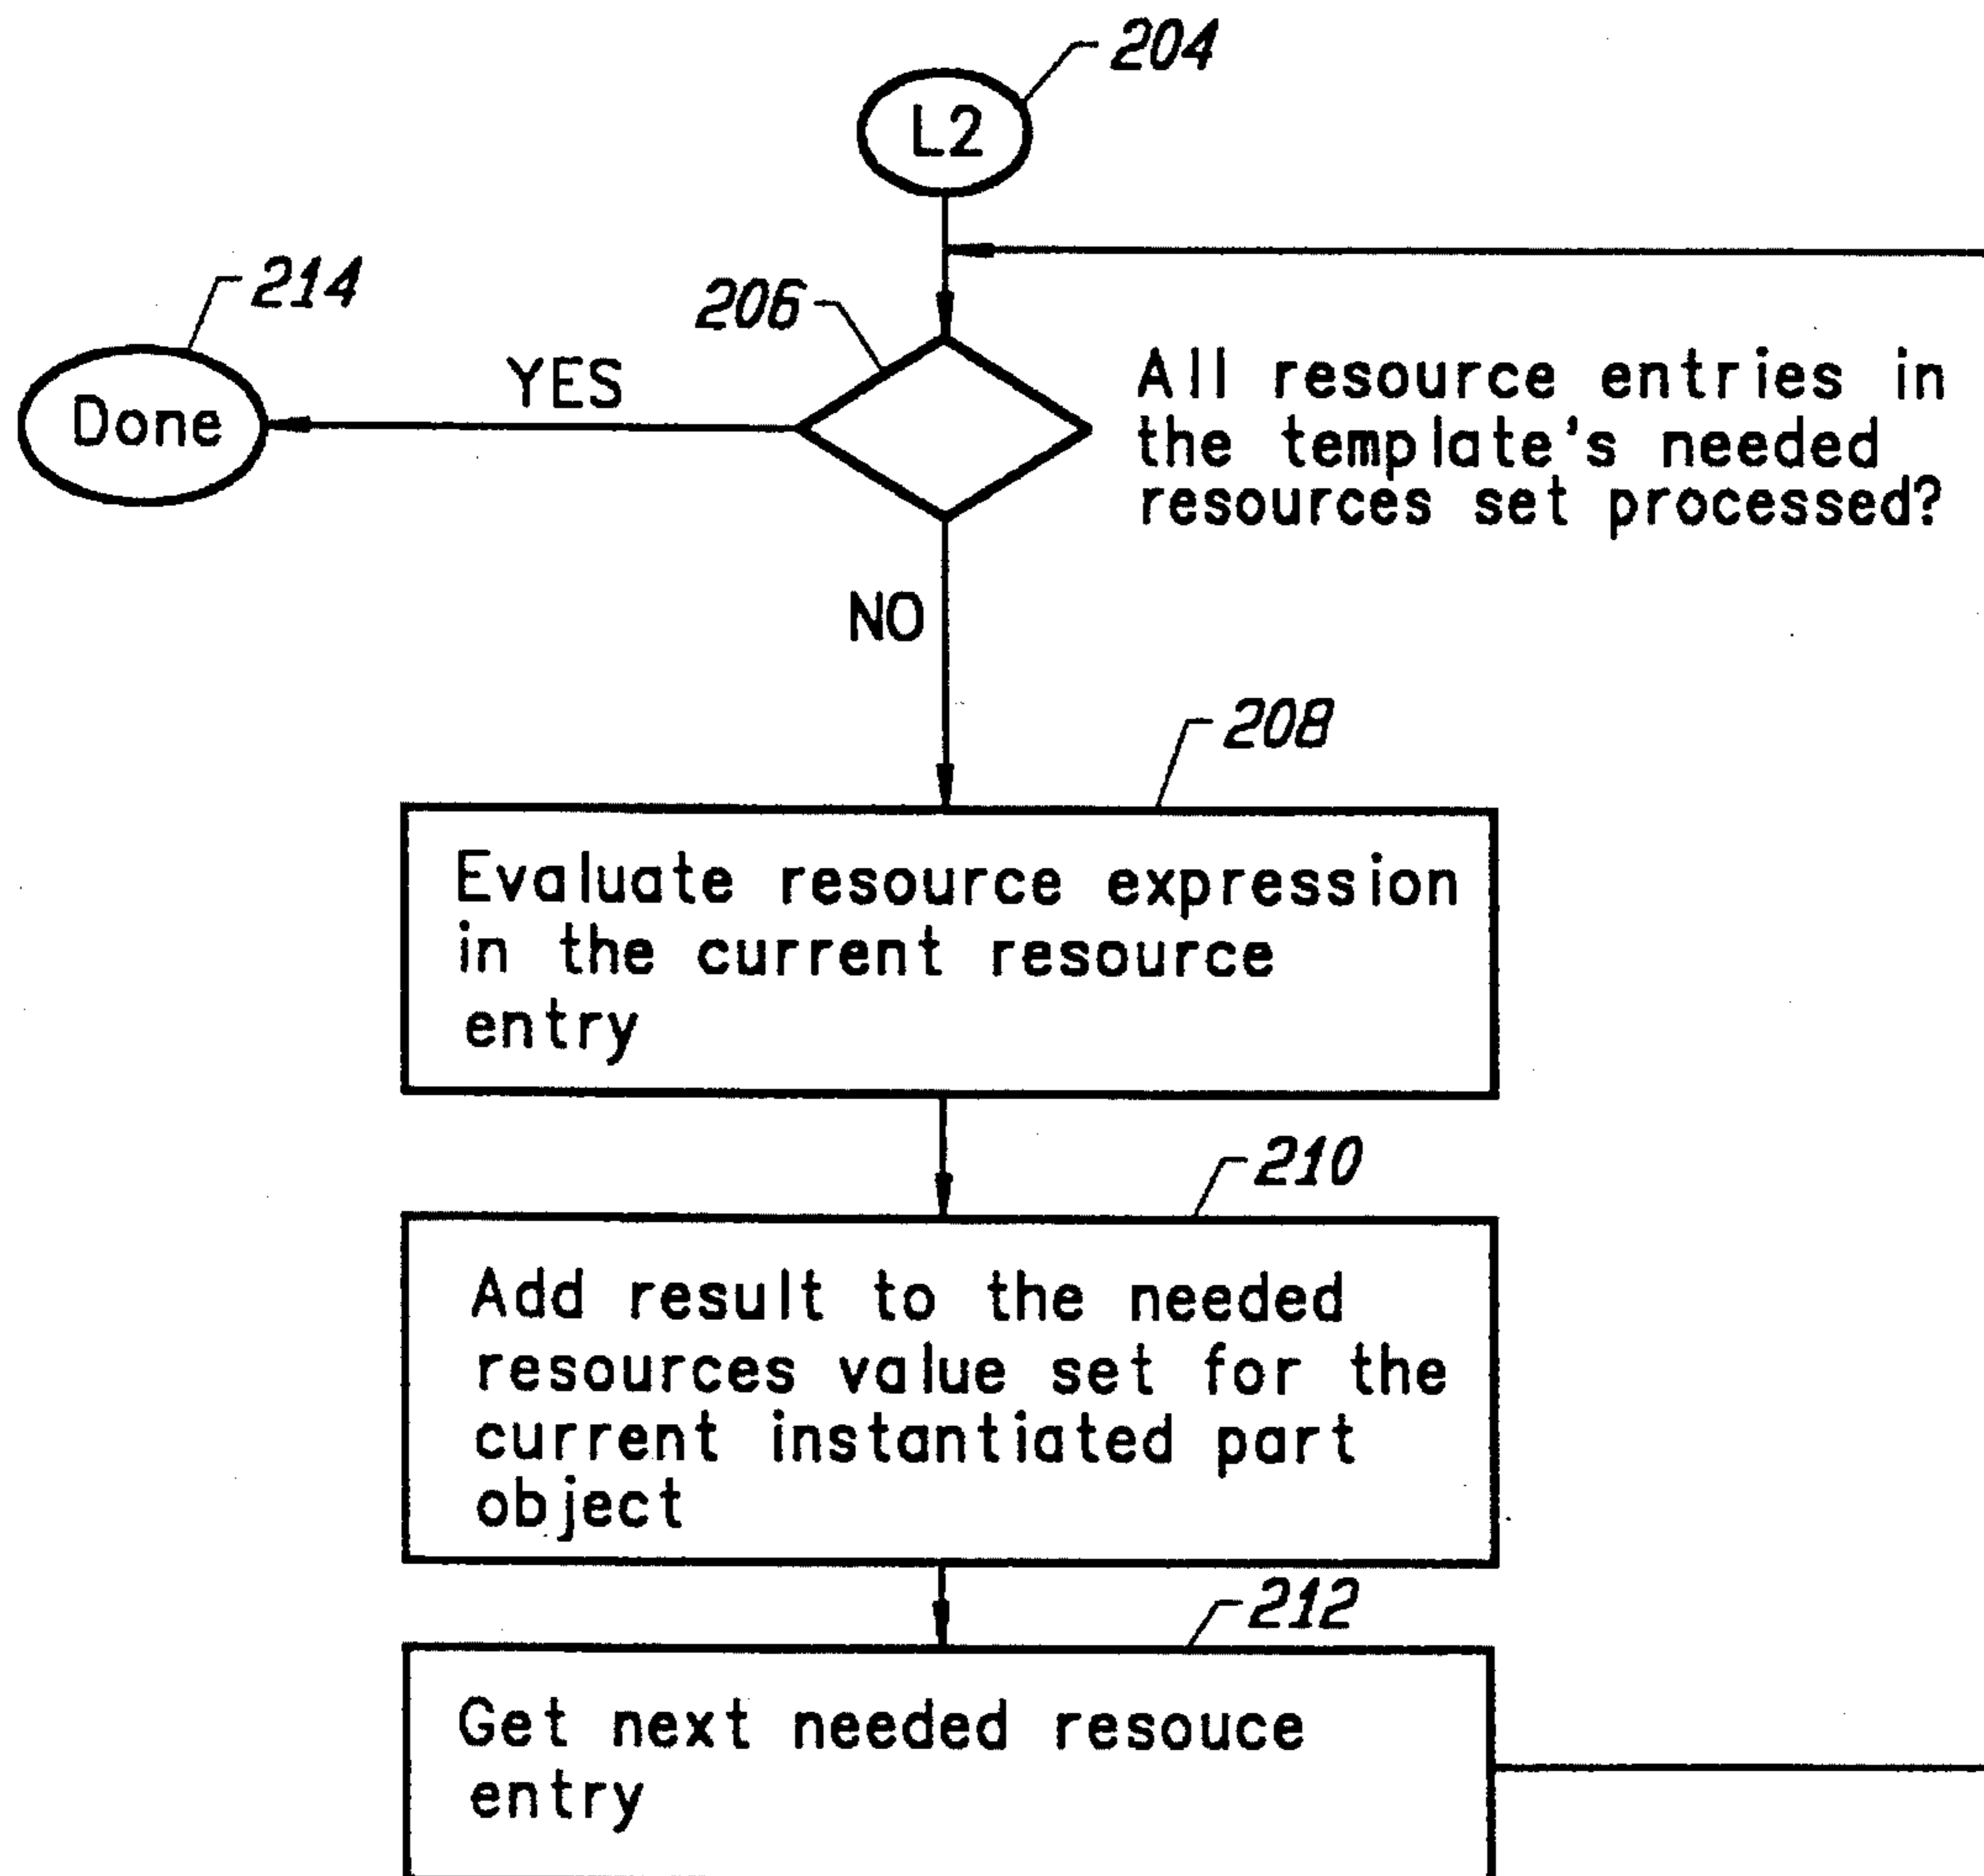 204
L2
214
206
YES
Done
All resource entries in
the template's needed
resources set processed?
NO
208
Evaluate resource expression
in the current resource
entry
210
Add result to the needed
resources value set for the
current instantiated part
object
212
Get next needed resouce
entry